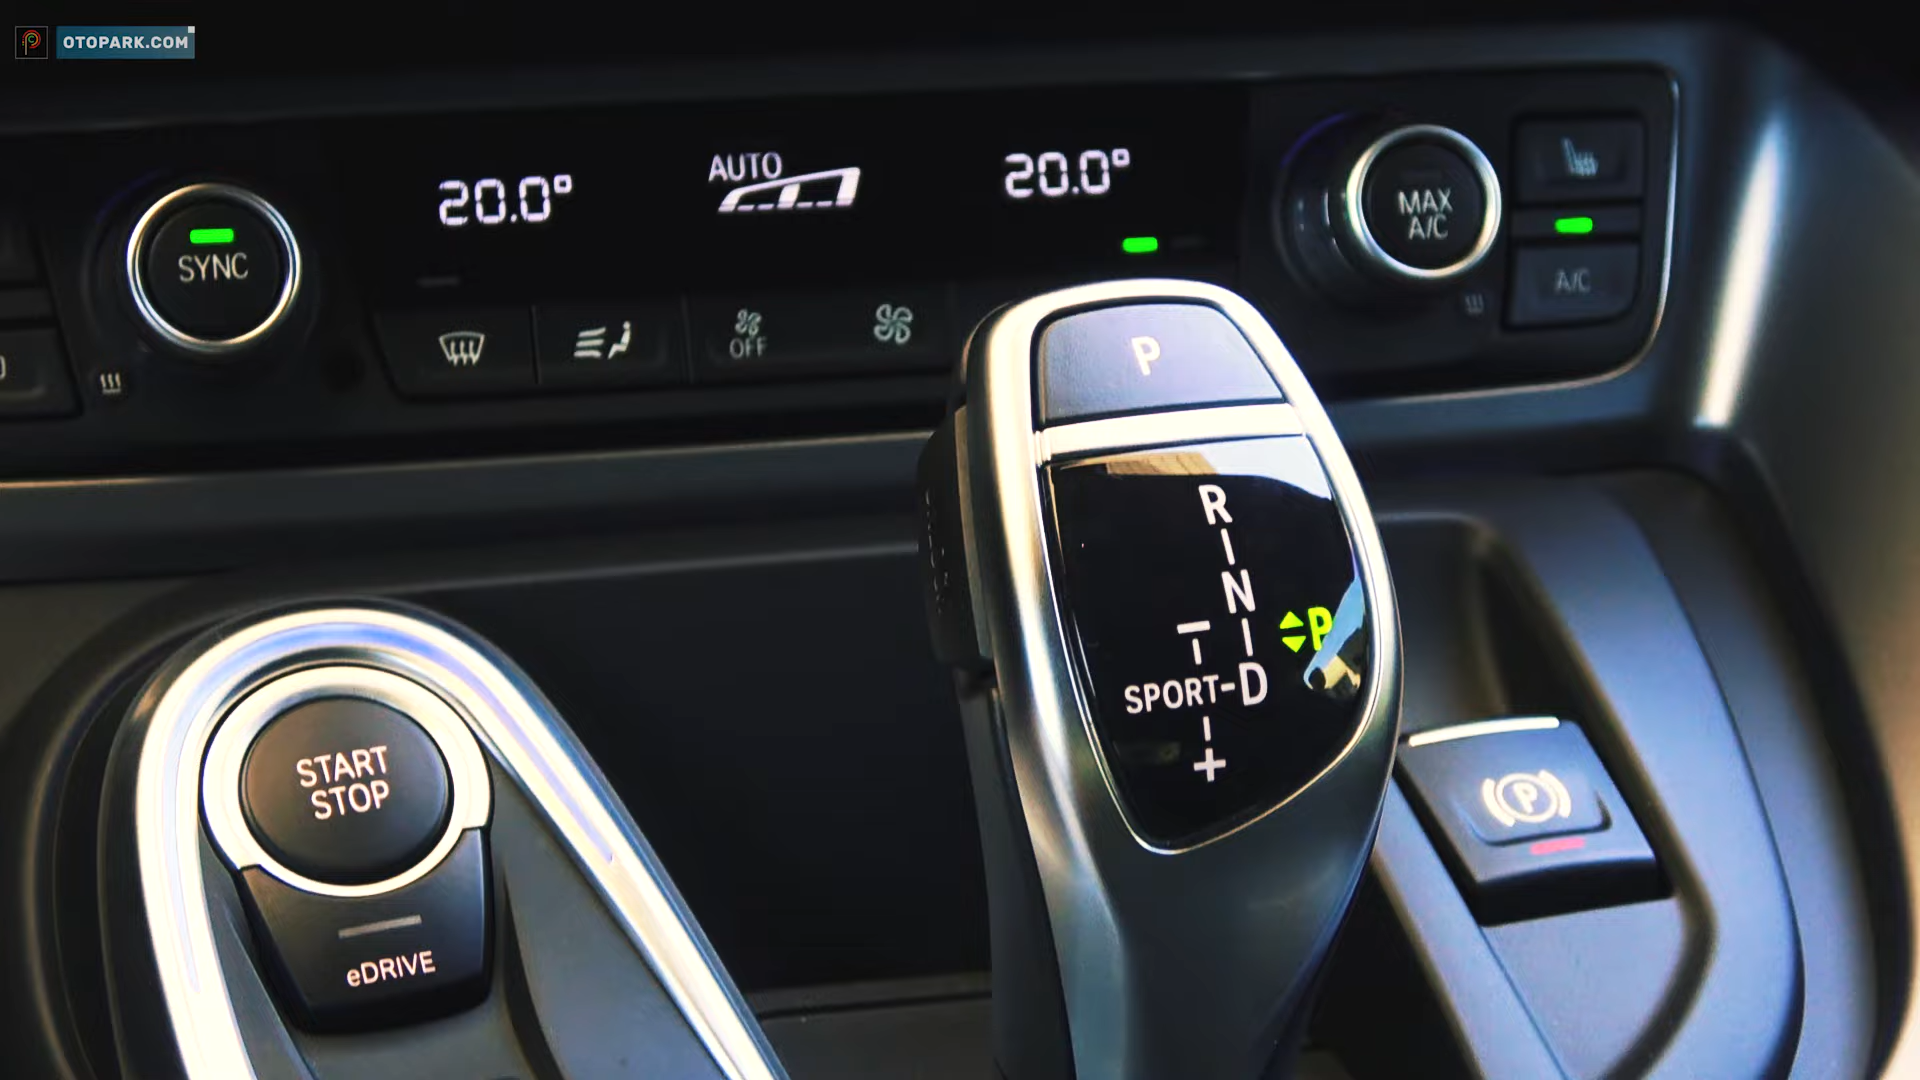 OTOPARK.COM
20.0°
AUTO
20.0°
SYNC
MAX
A/C
OFF
A/C
P
R
N
P
SPORT-D
+
START
STOP
P
eDRIVE